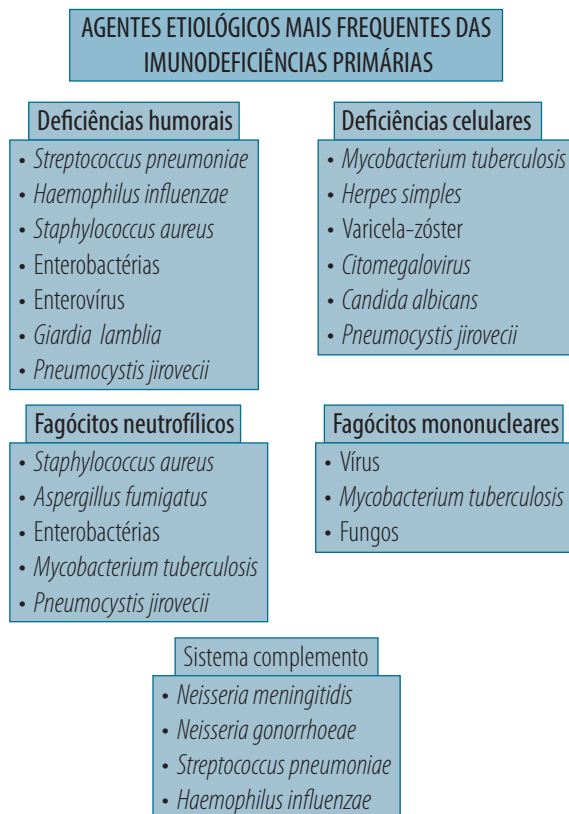 AGENTES ETIOLÓGICOS MAIS FREQUENTES DAS
IMUNODEFICIÊNCIAS PRIMÁRIAS
Deficiências humorais
• Streptococcus pneumoniae
• Haemophilus influenzae
• Staphylococcus aureus
• Enterobactérias
• Enterovírus
• Giardia lamblia
• Pneumocystis jirovecii
Deficiências celulares
• Mycobacterium tuberculosis
• Herpes simples
• Varicela-zóster
• Citomegalovirus
• Candida albicans
• Pneumocystis jirovecii
Fagócitos neutrofílicos
• Staphylococcus aureus
• Aspergillus fumigatus
• Enterobactérias
• Mycobacterium tuberculosis
• Pneumocystis jirovecii
Fagócitos mononucleares
• Vírus
• Mycobacterium tuberculosis
• Fungos
Sistema complemento
• Neisseria meningitidis
• Neisseria gonorrhoeae
• Streptococcus pneumoniae
• Haemophilus influenzae